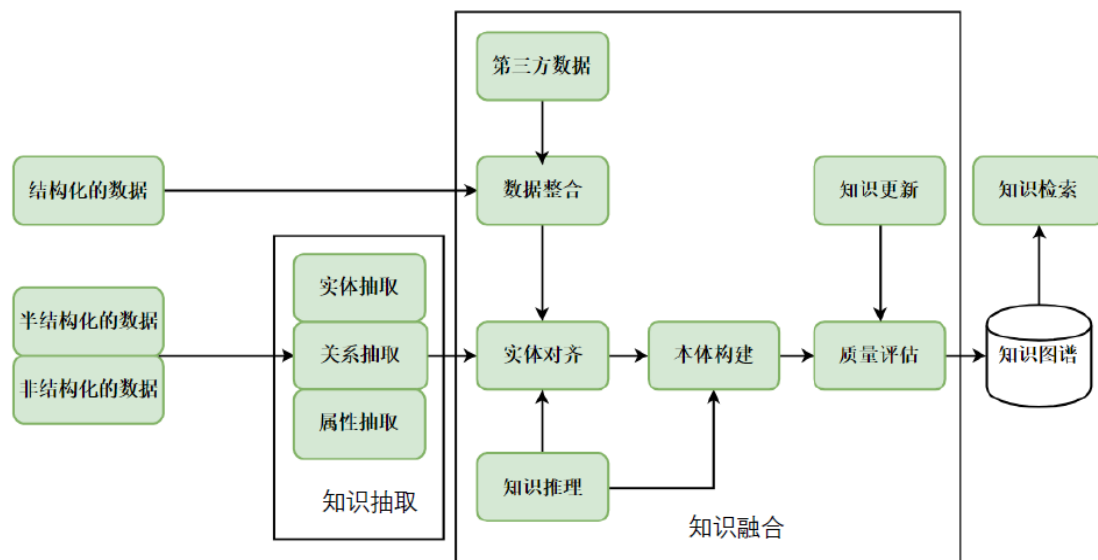 第三方数据
结构化的数据
数据整合
知识更新
知识检索
实体抽取
半结构化的数据
关系抽取
实体对齐
本体构建
质量评估
知识图谱
非结构化的数据
属性抽取
知识推理
知识抽取
知识融合